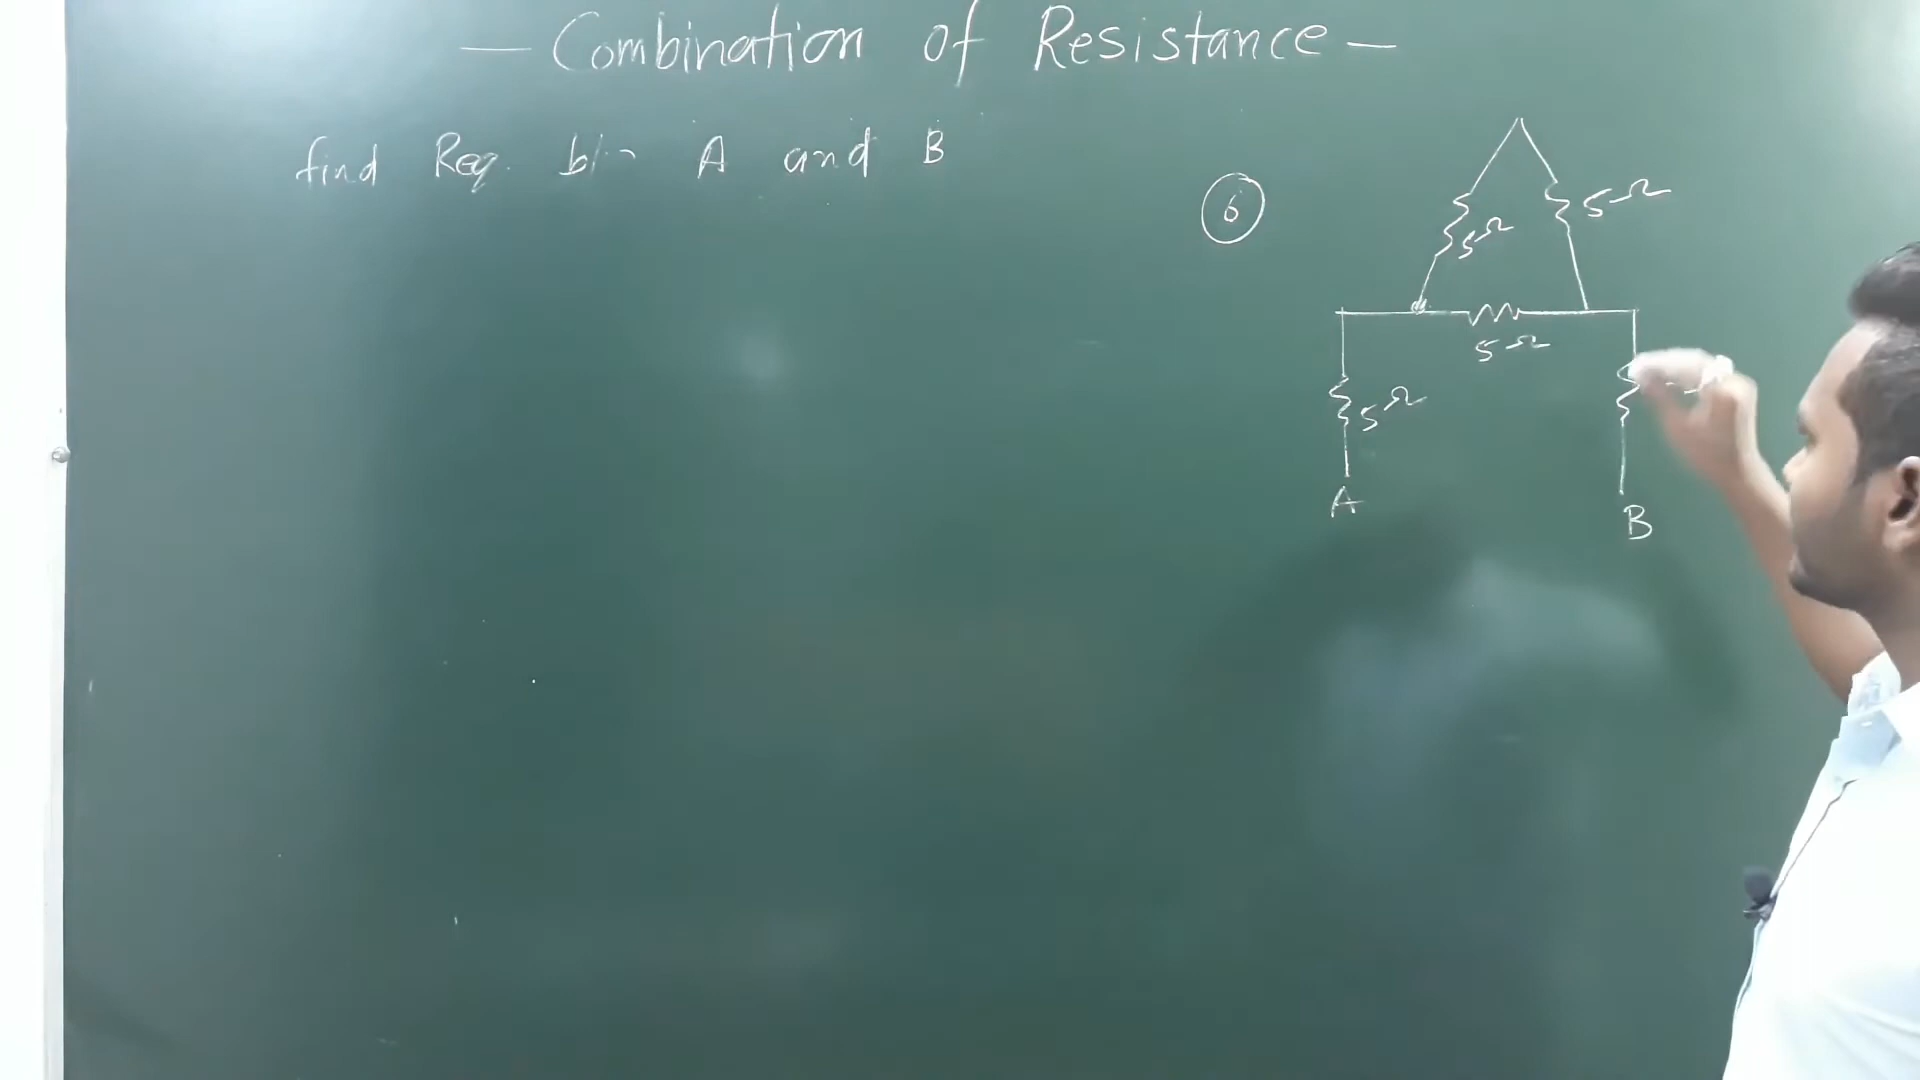 — Combination of Resistance —
find Req. b/n A and B
6
5Ω
5Ω
5Ω
5Ω
A
B